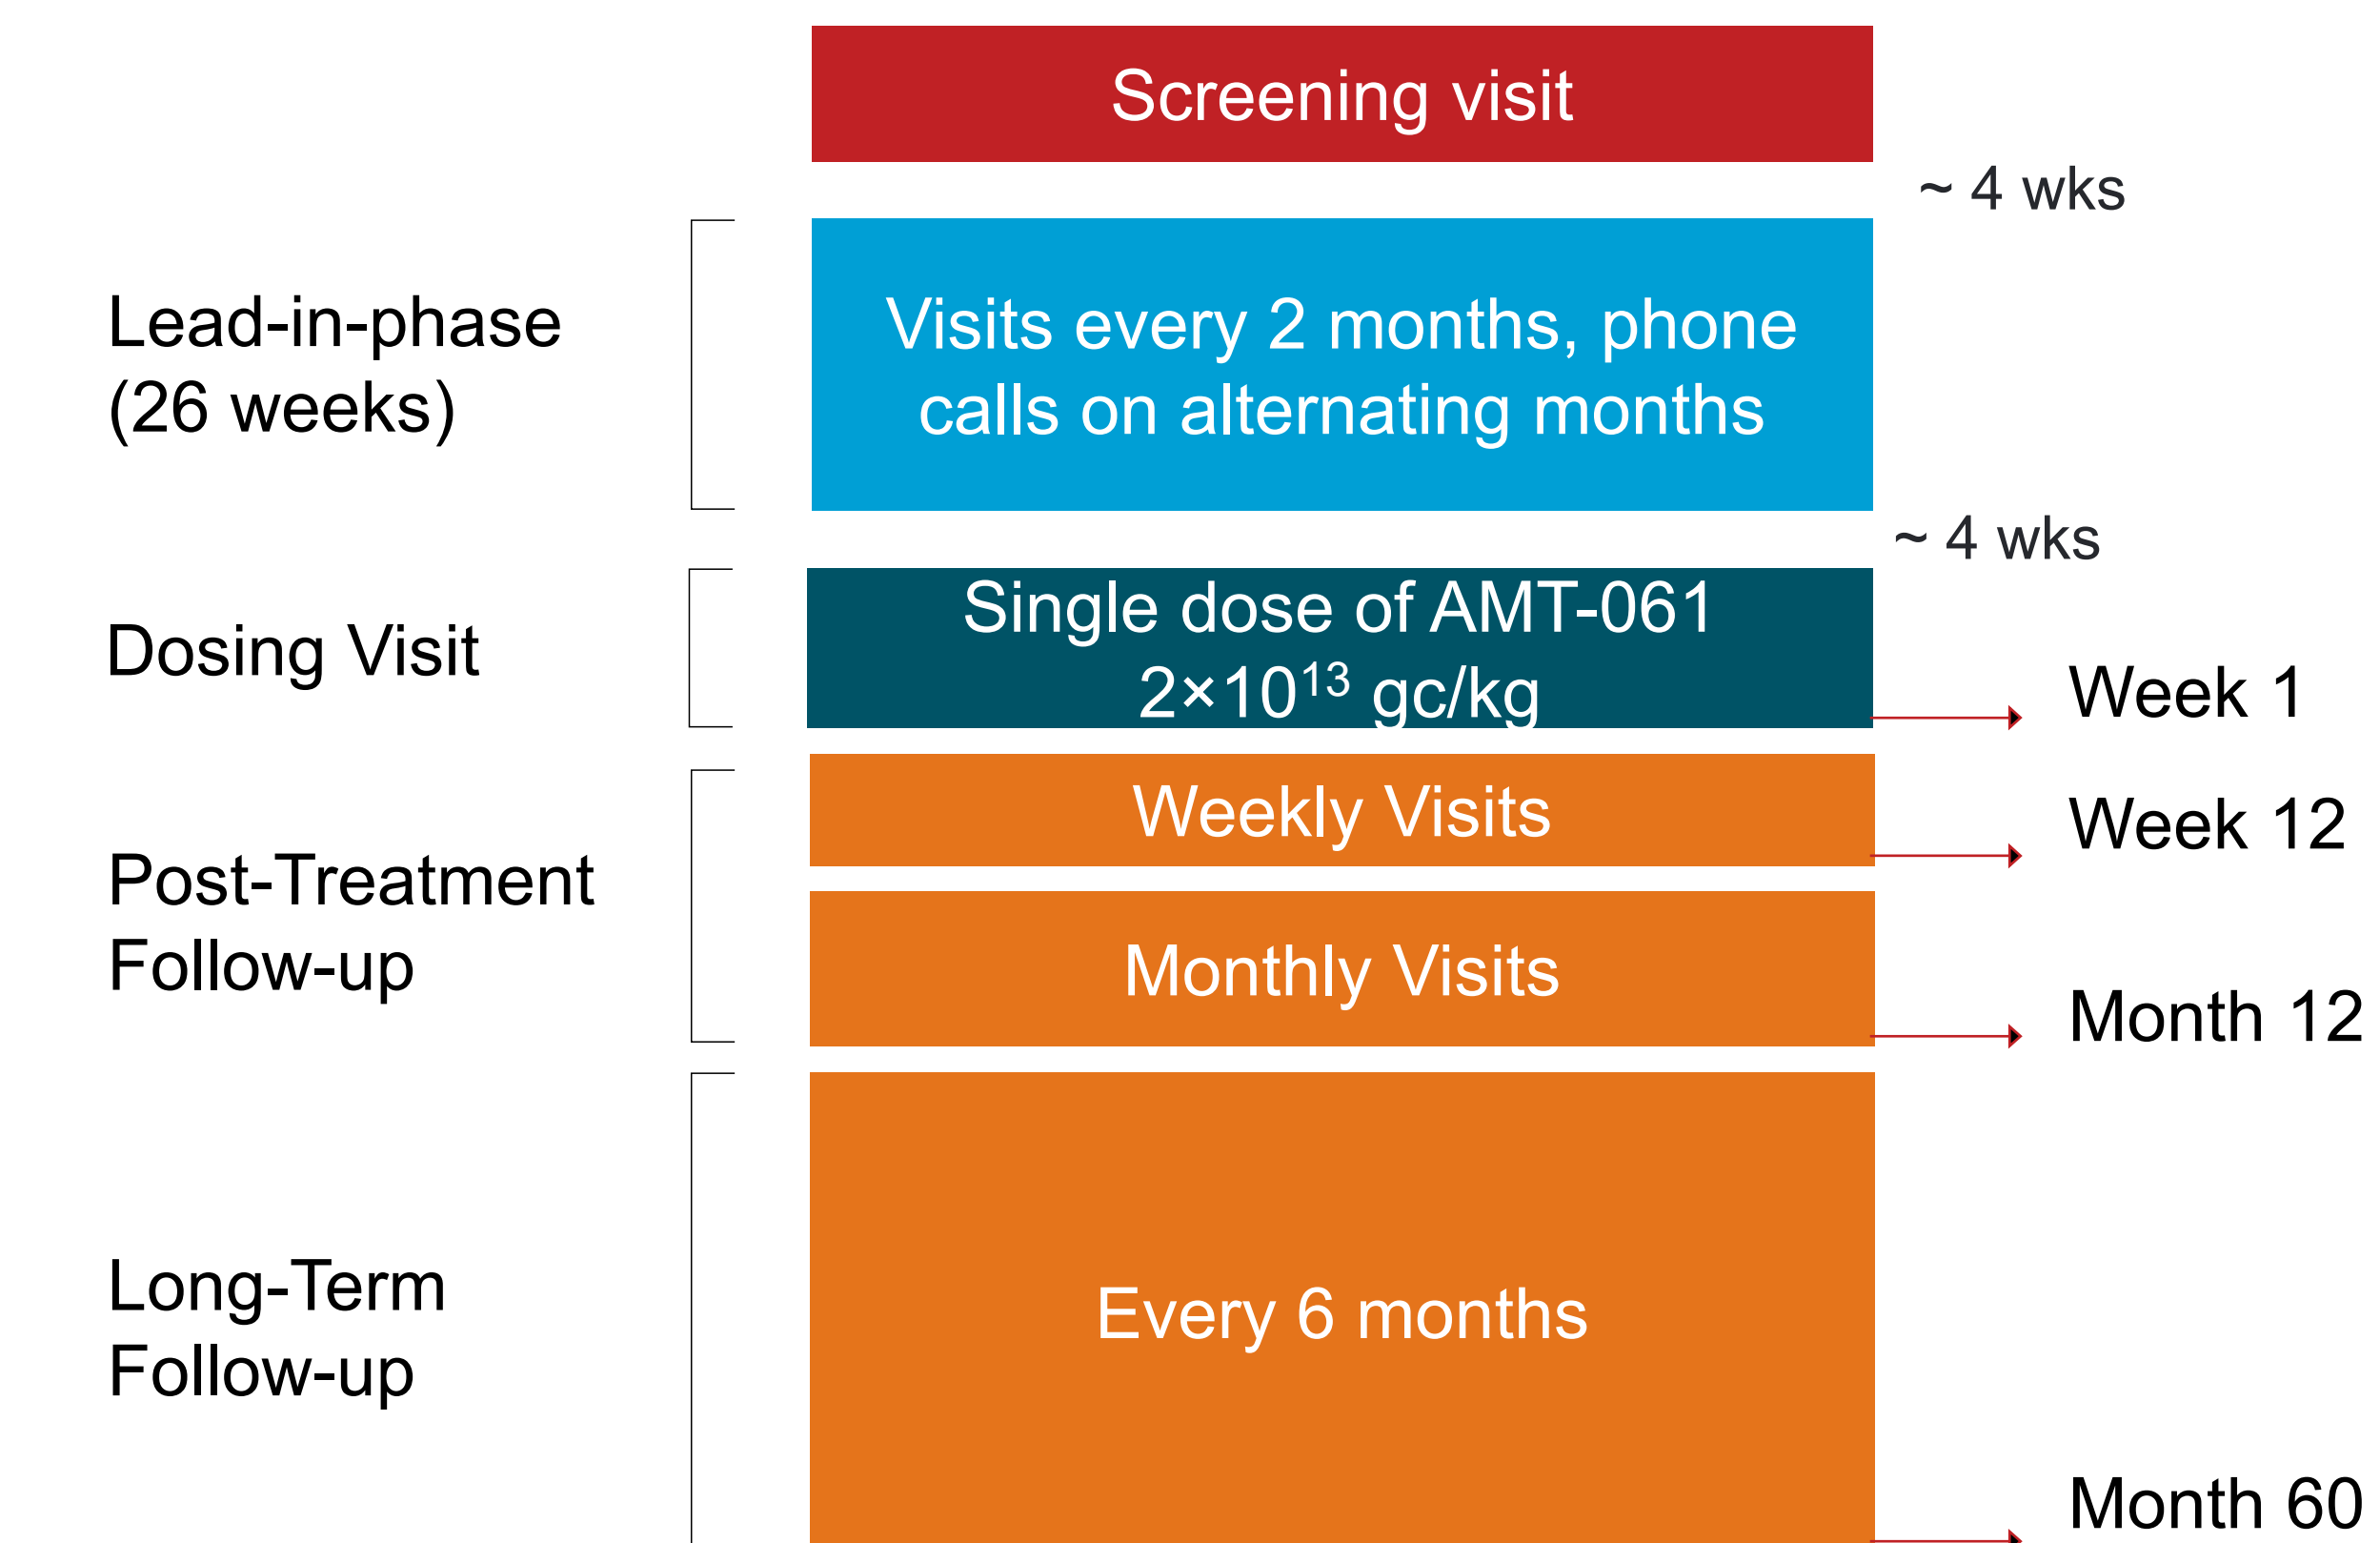 Screening visit
~ 4 wks
Lead-in-phase
(26 weeks)
Visits every 2 months, phone
calls on alternating months
~ 4 wks
Dosing Visit
Single dose of AMT-061
2×10¹³ gc/kg
Week 1
Post-Treatment
Follow-up
Weekly Visits
Week 12
Monthly Visits
Month 12
Long-Term
Follow-up
Every 6 months
Month 60